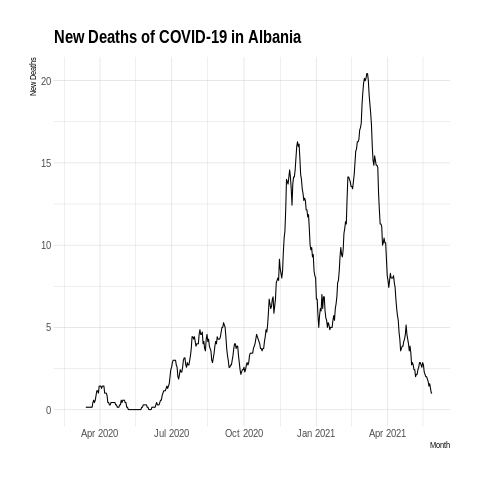 New Deaths of COVID-19 in Albania
New Deaths
20
15
10
5
0
Apr 2020 Jul 2020 Oct 2020 Jan 2021 Apr 2021
Month